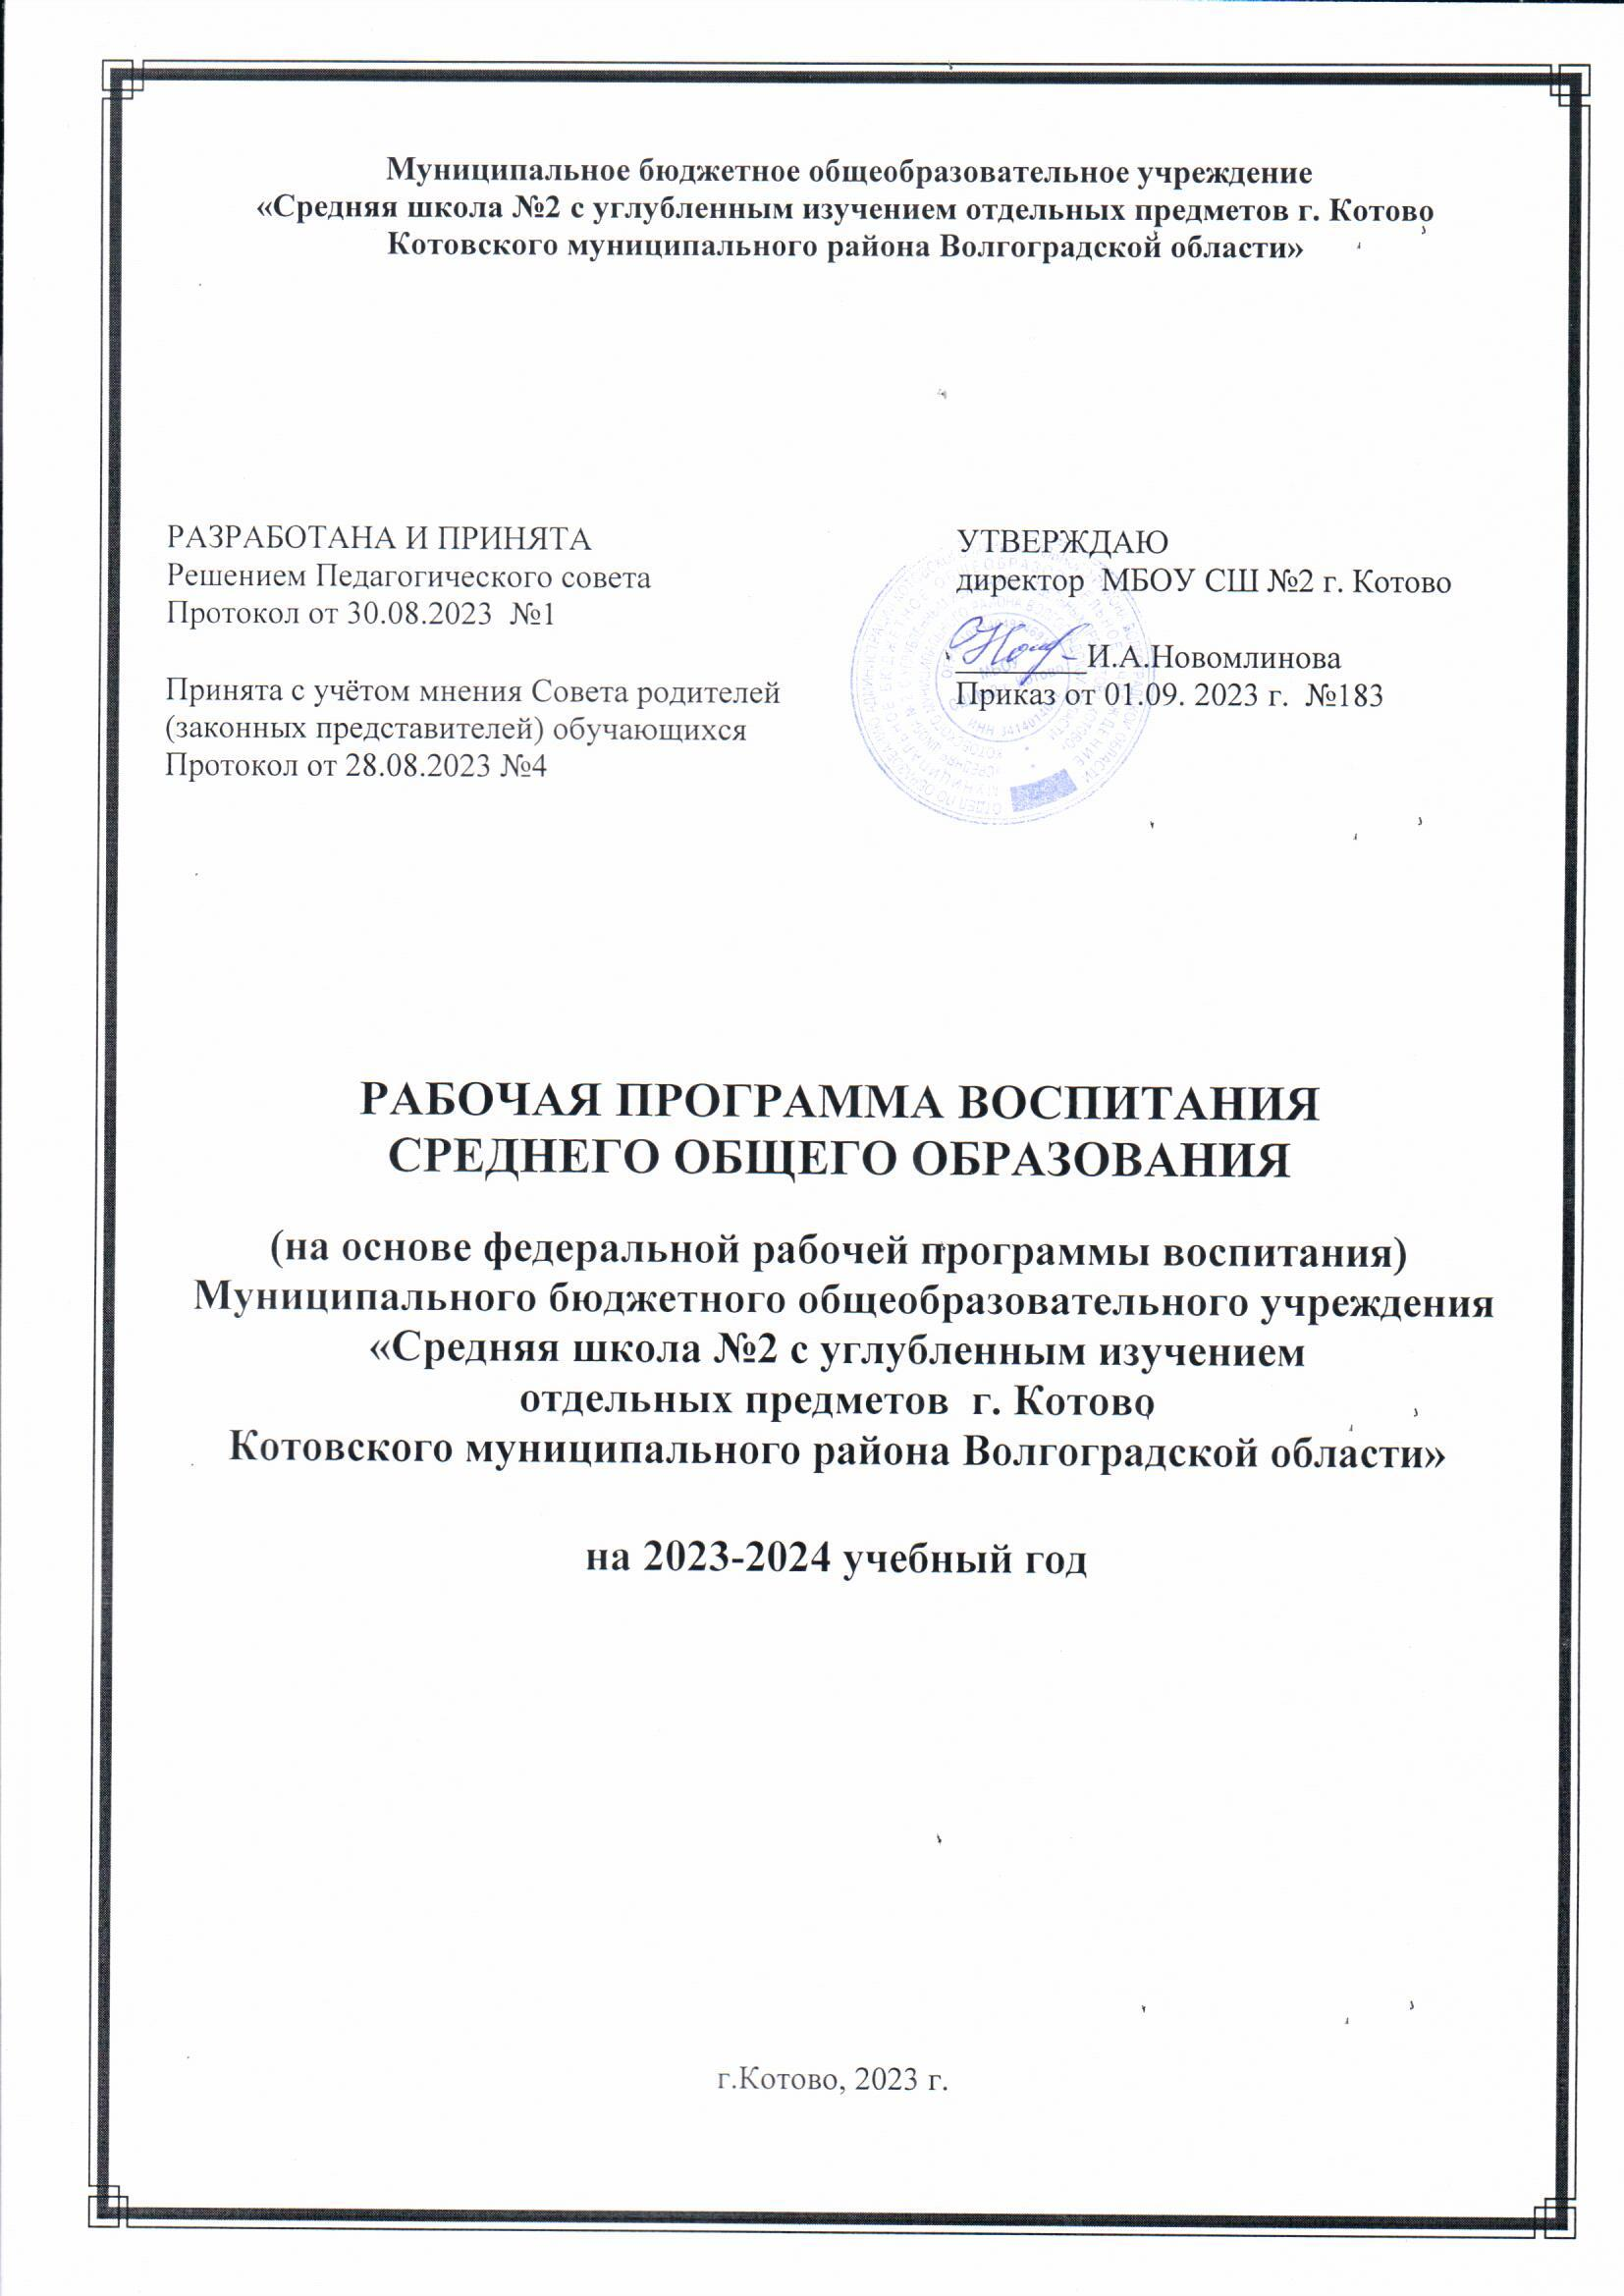 Муниципальное бюджетное общеобразовательное учреждение
«Средняя школа №2 с углубленным изучением отдельных предметов г. Котово
Котовского муниципального района Волгоградской области»
РАЗРАБОТАНА И ПРИНЯТА
Решением Педагогического совета
Протокол от 30.08.2023 №1
Принята с учётом мнения Совета родителей
(законных представителей) обучающихся
Протокол от 28.08.2023 №4
УТВЕРЖДАЮ
директор МБОУ СШ №2 г. Котово
И.А.Новомлинова
Приказ от 01.09. 2023 г. №183
РАБОЧАЯ ПРОГРАММА ВОСПИТАНИЯ
СРЕДНЕГО ОБЩЕГО ОБРАЗОВАНИЯ
(на основе федеральной рабочей программы воспитания)
Муниципального бюджетного общеобразовательного учреждения
«Средняя школа №2 с углубленным изучением
отдельных предметов г. Котово
Котовского муниципального района Волгоградской области»
на 2023-2024 учебный год
г.Котово, 2023 г.